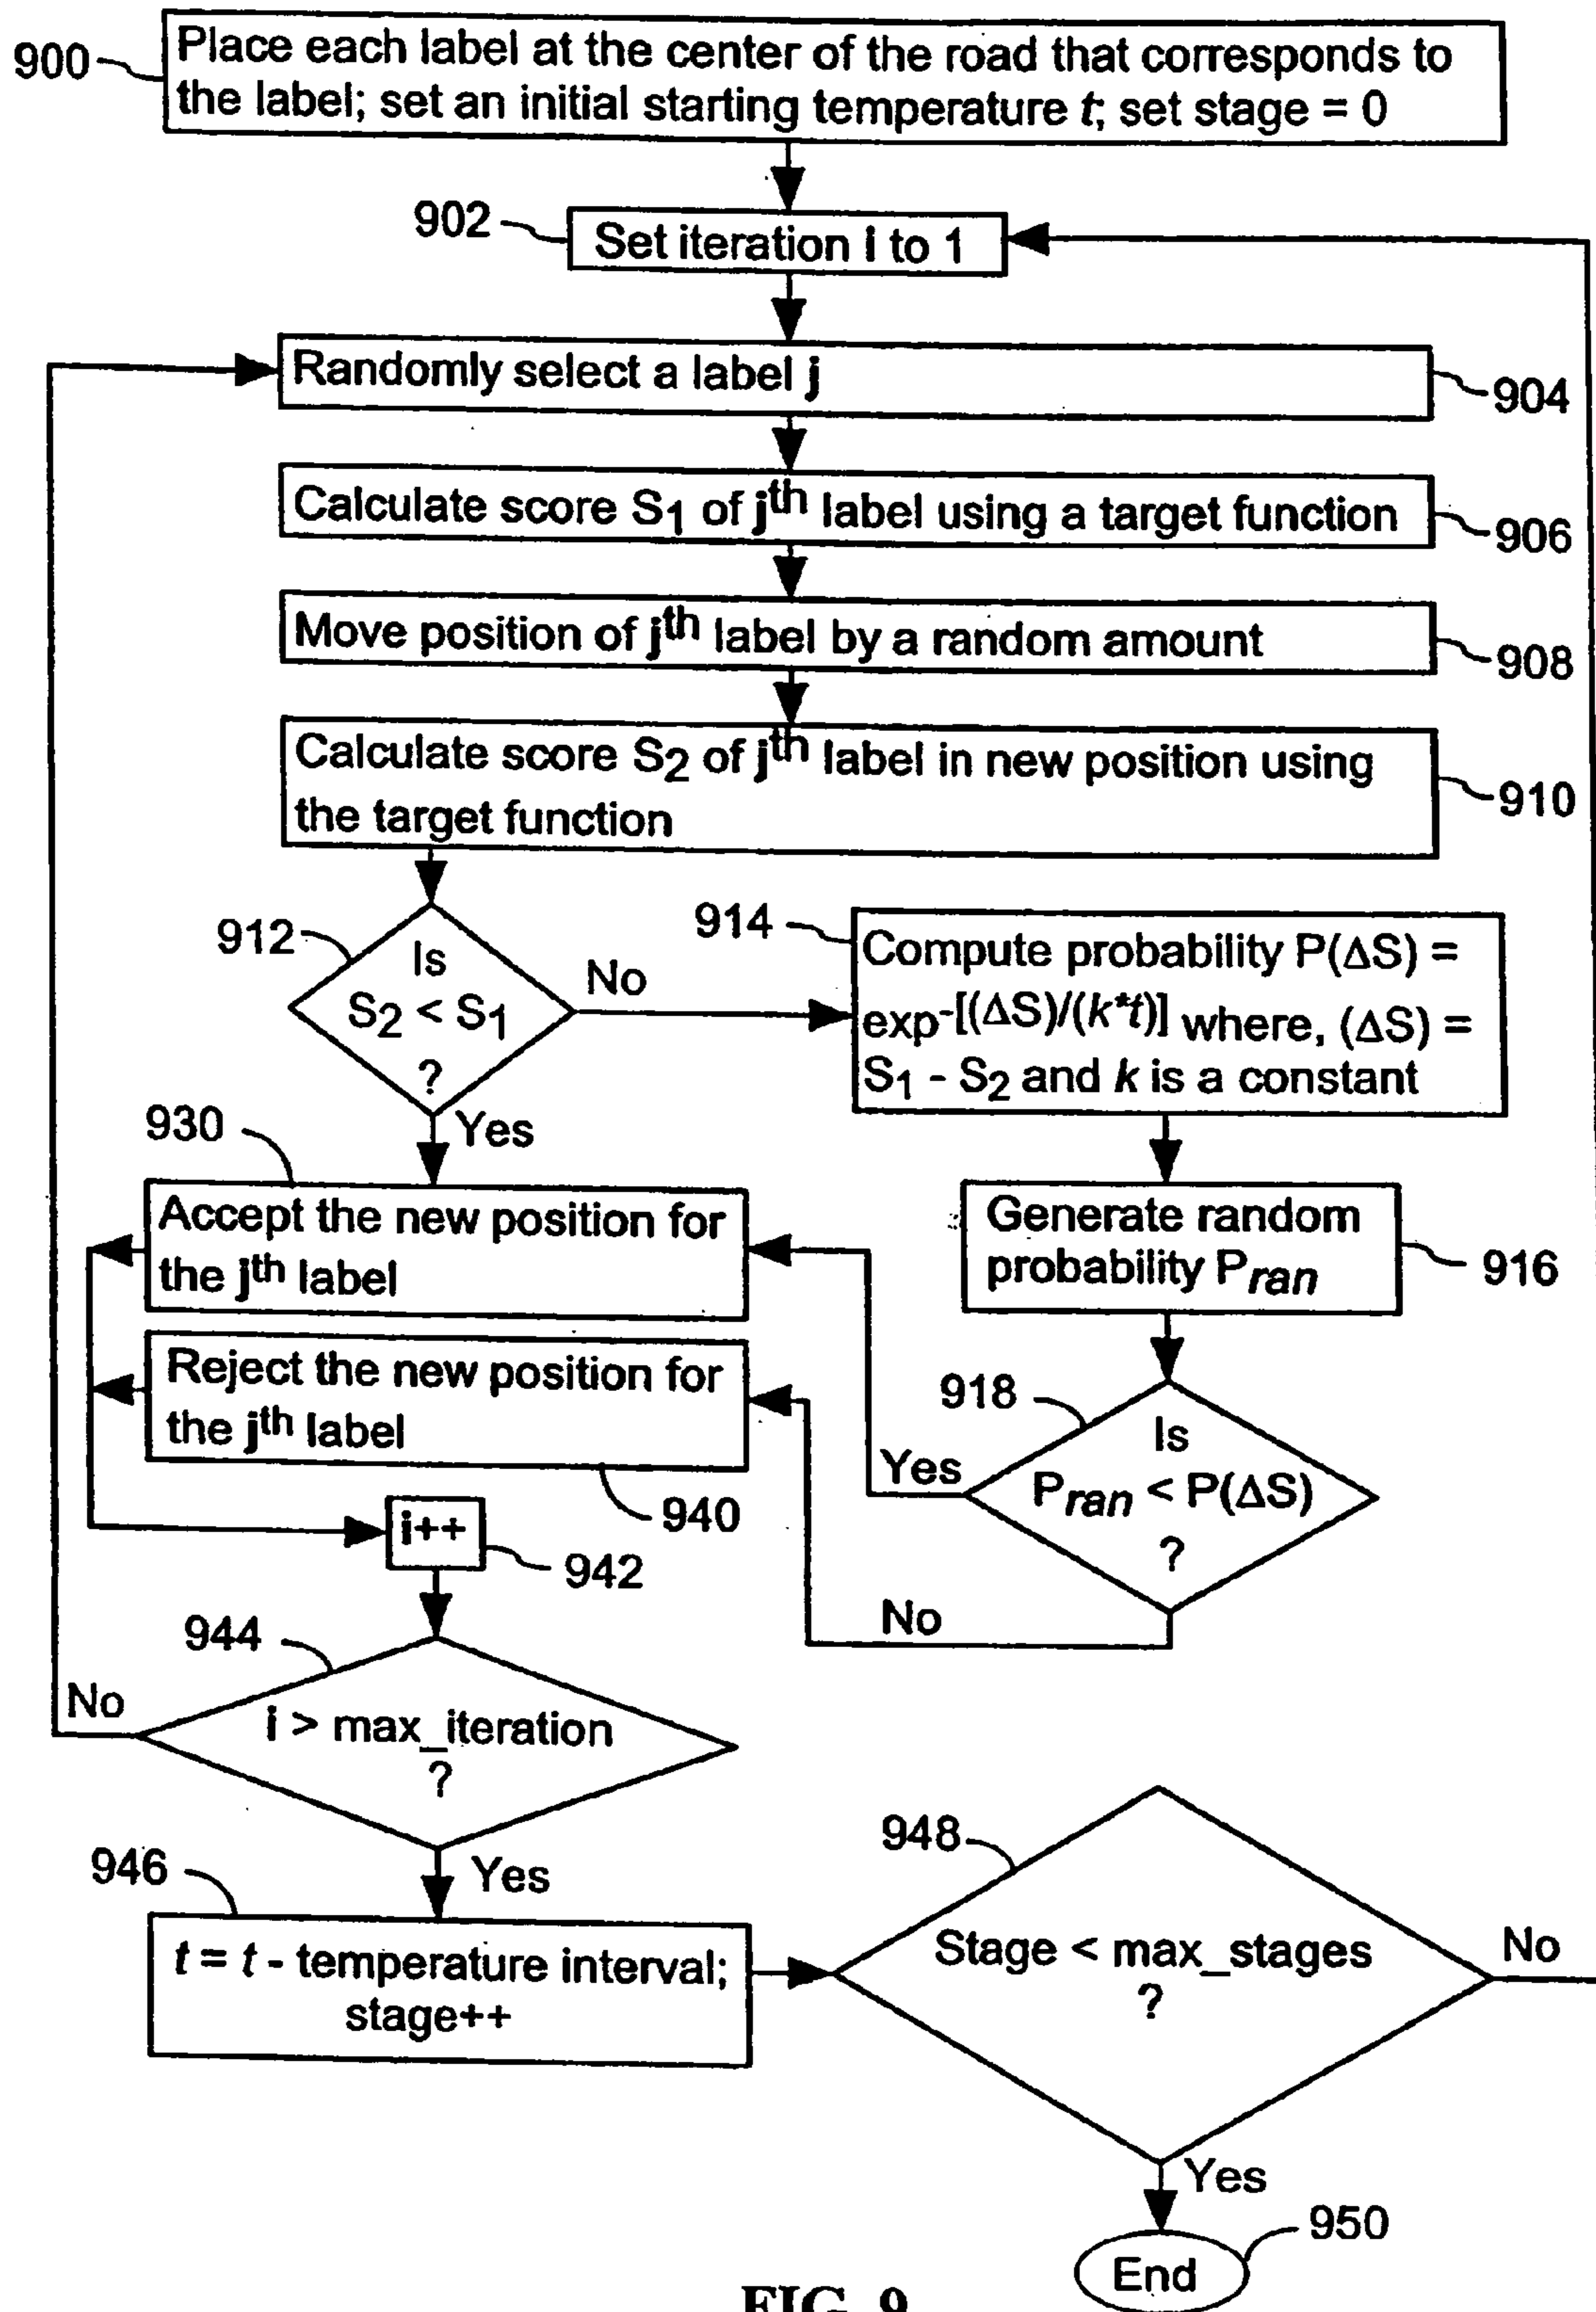 900
Place each label at the center of the road that corresponds to
the label; set an initial starting temperature t; set stage = 0
902
Set iteration i to 1
Randomly select a label j
904
Calculate score S1 of jth label using a target function
906
Move position of jth label by a random amount
908
Calculate score S2 of jth label in new position using
the target function
910
912
Is
S2 < S1
?
No
Yes
914
Compute probability P(ΔS) =
exp-[(ΔS)/(k*t)] where, (ΔS) =
S1 - S2 and k is a constant
930
Accept the new position for
the jth label
Generate random
probability Pran
916
Reject the new position for
the jth label
940
918
Is
Pran < P(ΔS)
?
Yes
No
i++
942
944
i > max_iteration
?
No
Yes
946
t = t - temperature interval;
stage++
948
Stage < max_stages
?
No
Yes
End
950
FIG. 9